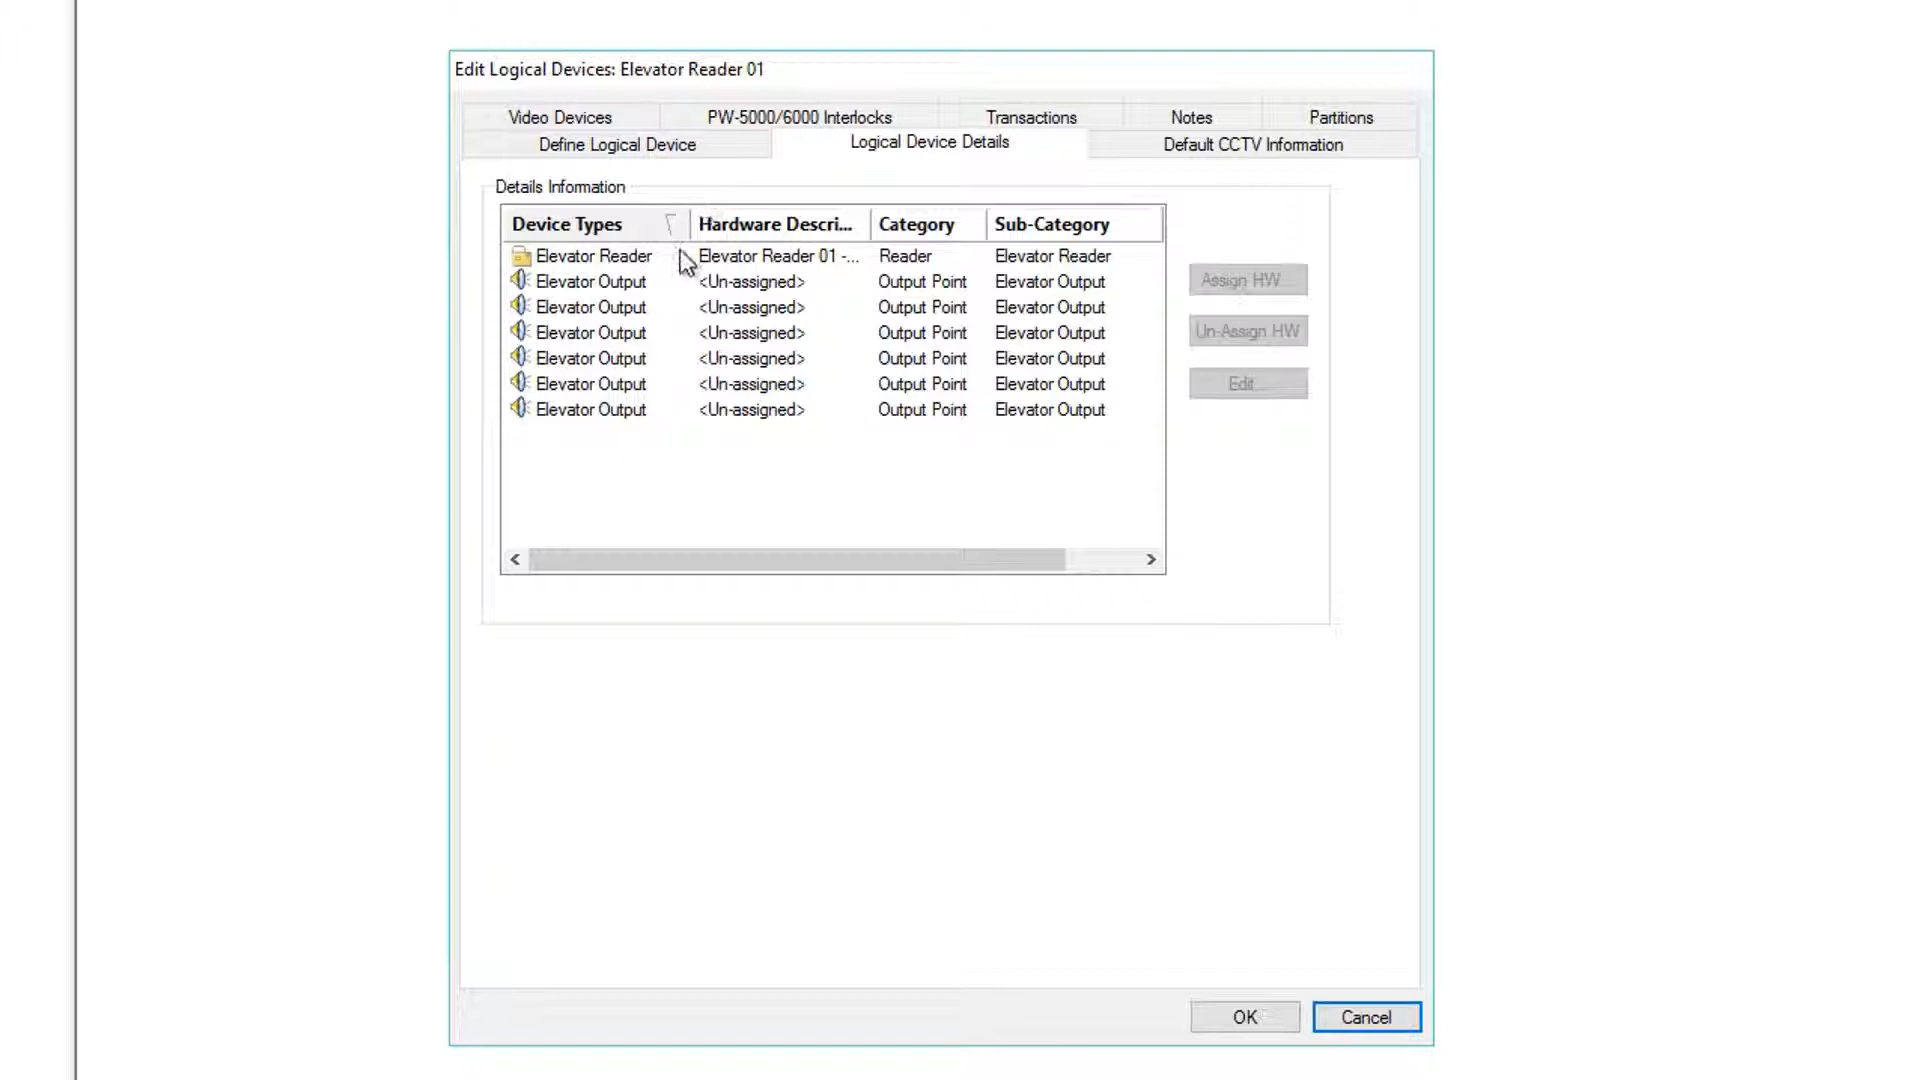 Edit Logical Devices: Elevator Reader 01
Video Devices PW-5000/6000 Interlocks Transactions Notes Partitions
Define Logical Device Logical Device Details Default CCTV Information
Details Information
Device Types Hardware Descri... Category Sub-Category
Elevator Reader Elevator Reader 01 -... Reader Elevator Reader
Elevator Output <Un-assigned> Output Point Elevator Output
Elevator Output <Un-assigned> Output Point Elevator Output
Elevator Output <Un-assigned> Output Point Elevator Output
Elevator Output <Un-assigned> Output Point Elevator Output
Elevator Output <Un-assigned> Output Point Elevator Output
Elevator Output <Un-assigned> Output Point Elevator Output
Assign HW...
Un-Assign HW
Edit...
OK Cancel